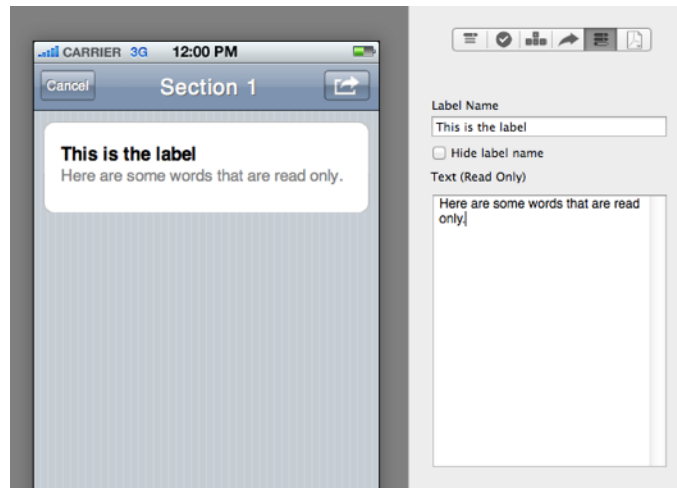 CARRIER 3G 12:00 PM
Cancel Section 1
This is the label
Here are some words that are read only.
Label Name
This is the label
Hide label name
Text (Read Only)
Here are some words that are read
only.